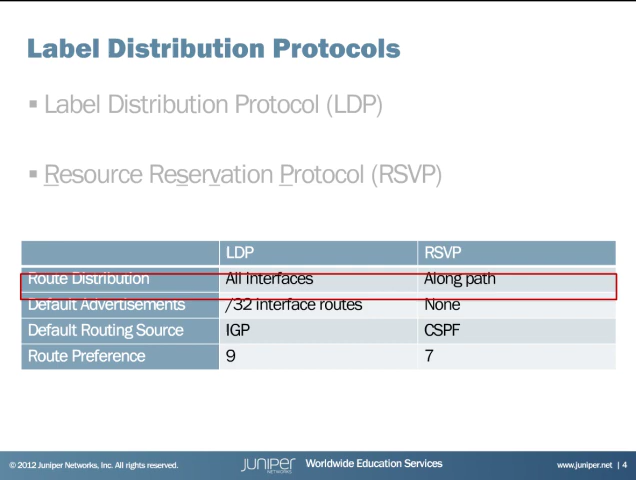 Label Distribution Protocols
▪ Label Distribution Protocol (LDP)
▪ Resource Reservation Protocol (RSVP)
LDP RSVP
Route Distribution All Interfaces Along path
Default Advertisements /32 interface routes None
Default Routing Source IGP CSPF
Route Preference 9 7
© 2012 Juniper Networks, Inc. All rights reserved. JUNIPER NETWORKS Worldwide Education Services www.juniper.net | 4